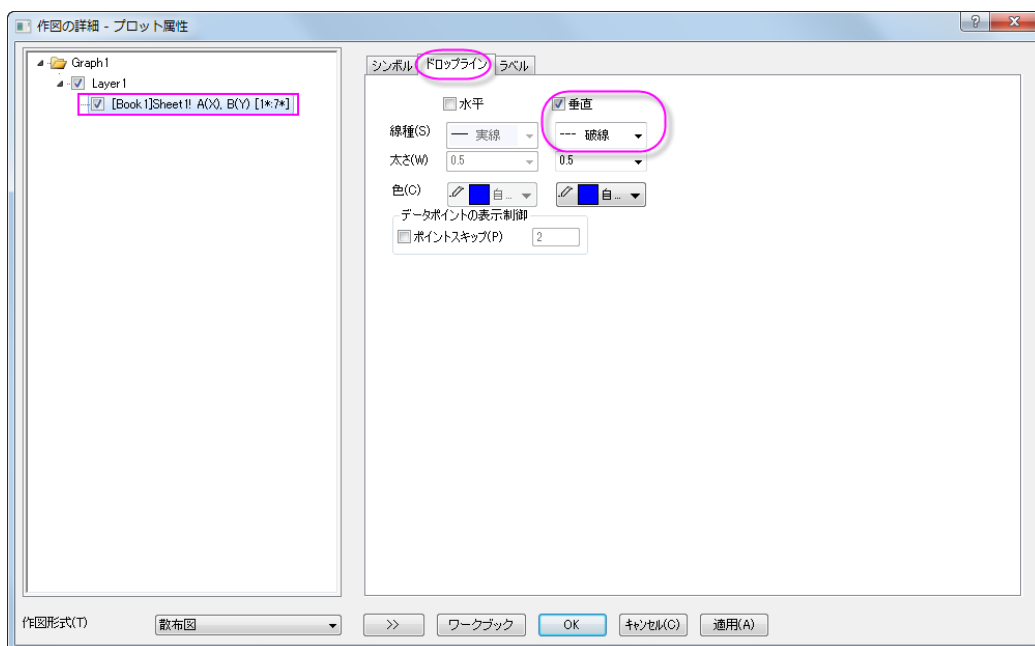 作図の詳細 - プロット属性
Graph1
Layer1
[Book1]Sheet1! A(X), B(Y) [1*:7*]
シンボル ドロップライン ラベル
水平 垂直
線種(S) 実線 破線
太さ(W) 0.5 0.5
色(C) 自... 自...
データポイントの表示制御
ポイントスキップ(P) 2
作図形式(T) 散布図 >> ワークブック OK キャンセル(C) 適用(A)